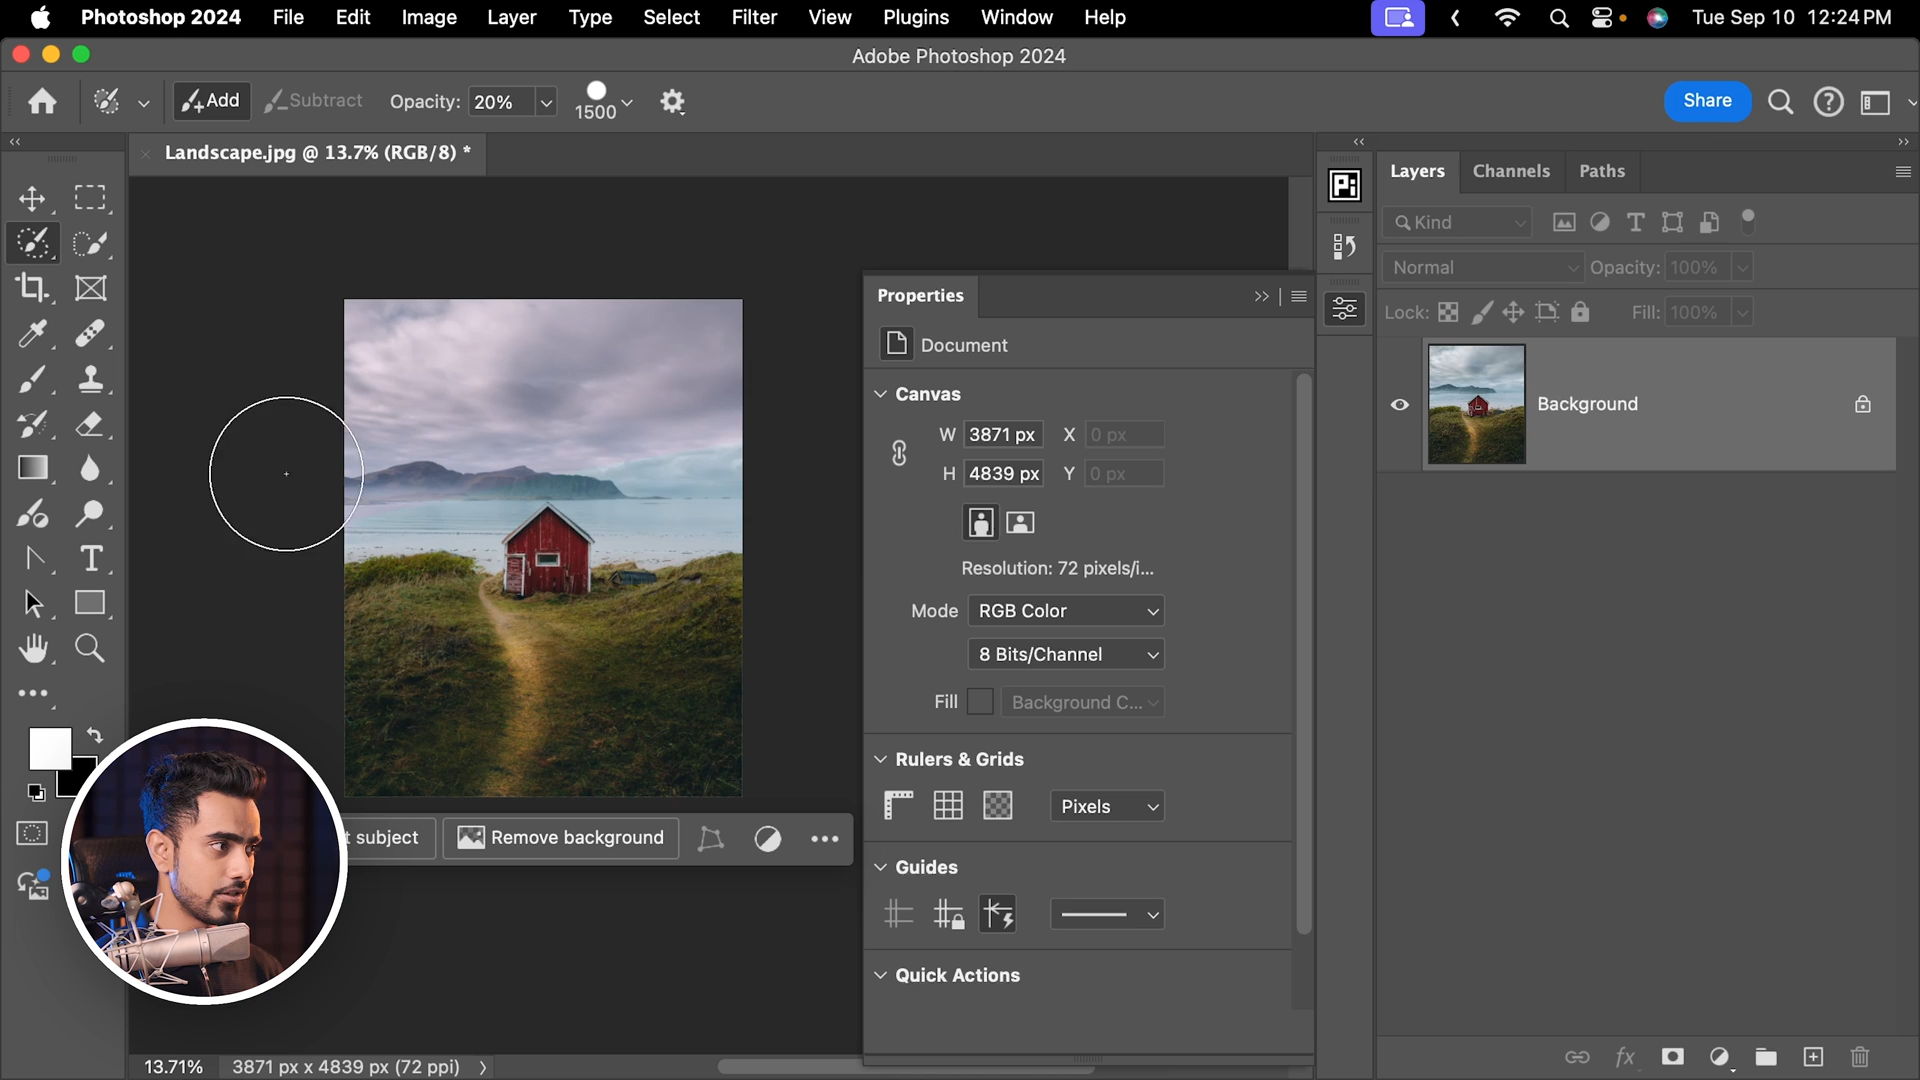 Photoshop 2024 File Edit Image Layer Type Select Filter View Plugins Window Help Tue Sep 10 12:24 PM
Adobe Photoshop 2024
Add Subtract Opacity: 20% 1500 Share
Landscape.jpg @ 13.7% (RGB/8) *
Pi
Layers Channels Paths
Kind
Normal Opacity: 100%
Lock: Fill: 100%
Background
Properties
Document
Canvas
W 3871 px X 0 px
H 4839 px Y 0 px
Resolution: 72 pixels/i...
Mode RGB Color
8 Bits/Channel
Fill Background C...
Rulers & Grids
Pixels
Guides
Quick Actions
t subject Remove background
13.71% 3871 px x 4839 px (72 ppi)
fx